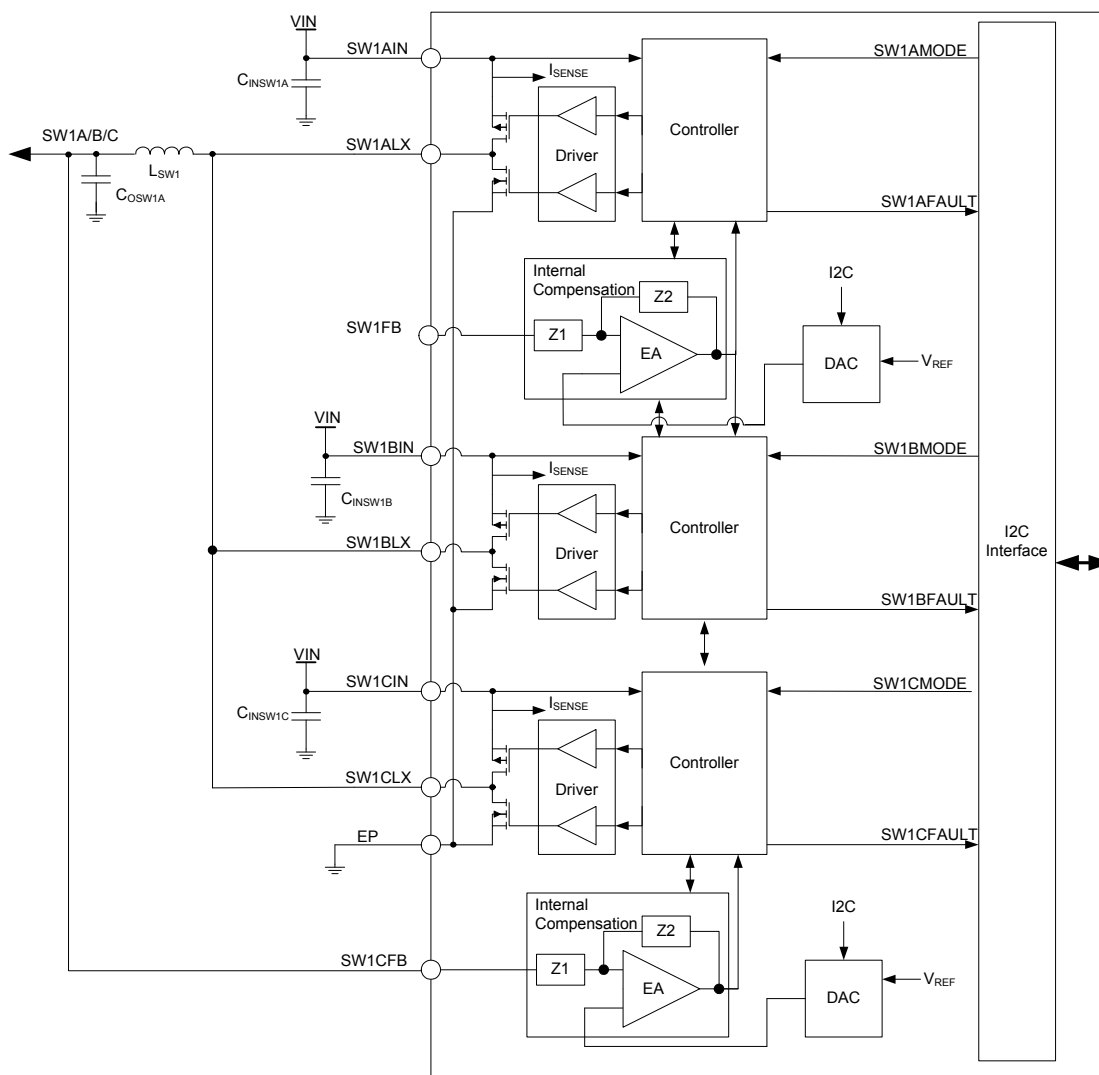 VIN
SW1AIN
CINSW1A
ISENSE
SW1AMODE
Controller
Driver
SW1A/B/C
LSW1
COSW1A
SW1ALX
SW1AFAULT
Internal
Compensation
Z2
Z1
EA
SW1FB
I2C
DAC
VREF
VIN
SW1BIN
CINSW1B
ISENSE
SW1BMODE
Controller
Driver
SW1BLX
SW1BFAULT
I2C
Interface
VIN
SW1CIN
CINSW1C
ISENSE
SW1CMODE
Controller
Driver
SW1CLX
EP
SW1CFAULT
Internal
Compensation
Z2
Z1
EA
SW1CFB
I2C
DAC
VREF